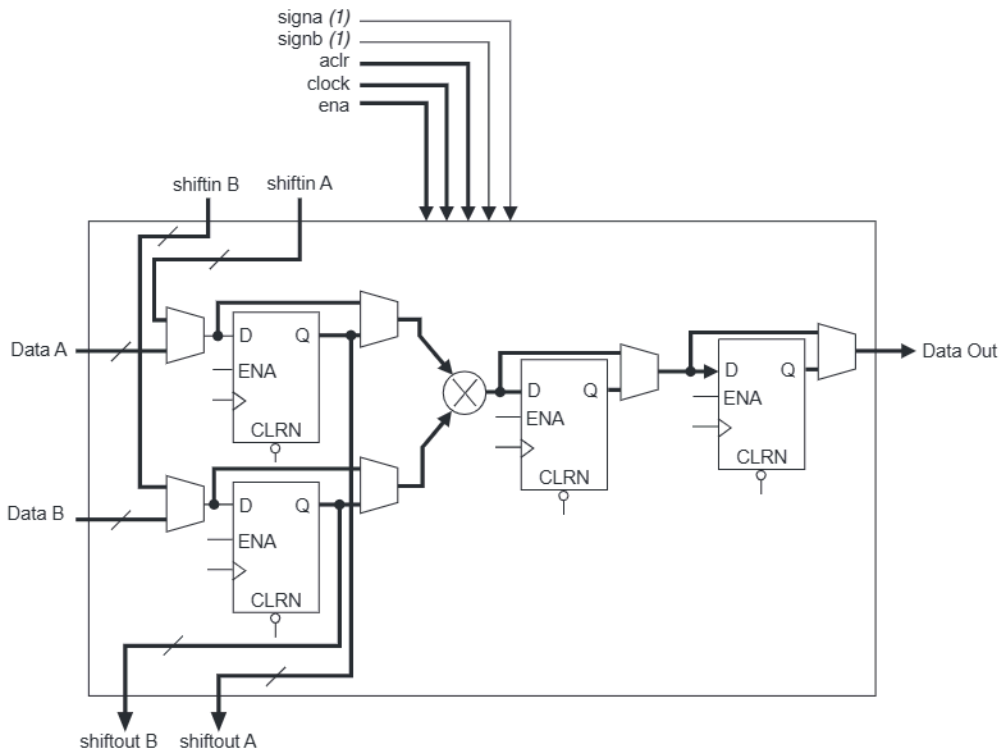 signa (1)
signb (1)
aclr
clock
ena
shiftin B
shiftin A
Data A
D
Q
ENA
CLRN
D
Q
ENA
CLRN
D
Q
ENA
CLRN
Data Out
Data B
D
Q
ENA
CLRN
shiftout B
shiftout A